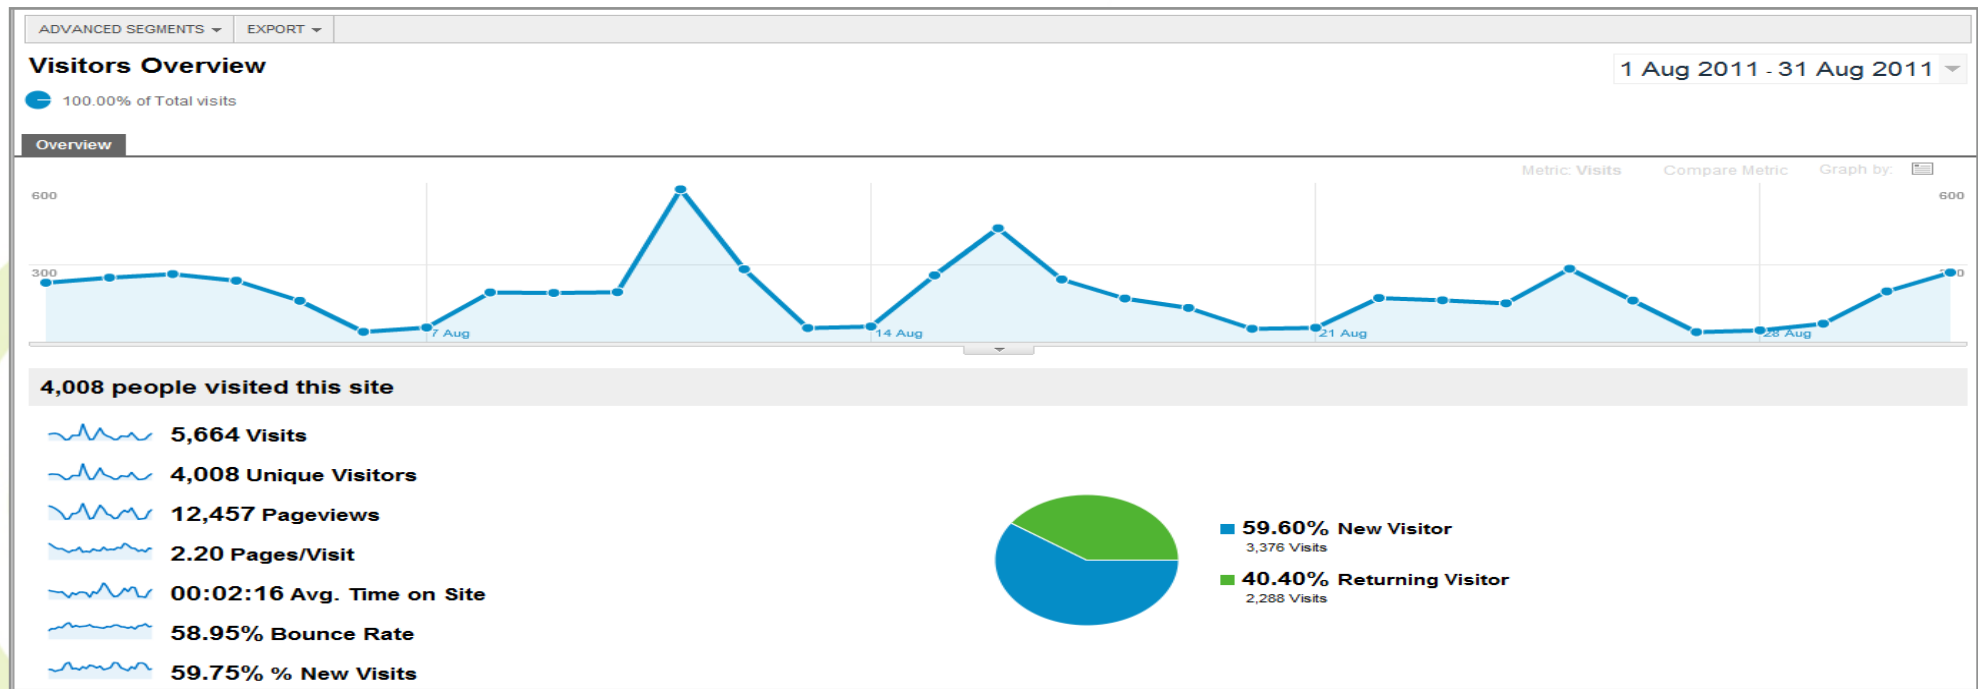 ADVANCED SEGMENTS EXPORT
Visitors Overview
1 Aug 2011 - 31 Aug 2011
100.00% of Total visits
Overview
Metric: Visits Compare Metric Graph by:
600 600
300
7 Aug 14 Aug 21 Aug 28 Aug
4,008 people visited this site
5,664 Visits
4,008 Unique Visitors
12,457 Pageviews
2.20 Pages/Visit
00:02:16 Avg. Time on Site
58.95% Bounce Rate
59.75% % New Visits
59.60% New Visitor
3,376 Visits
40.40% Returning Visitor
2,288 Visits